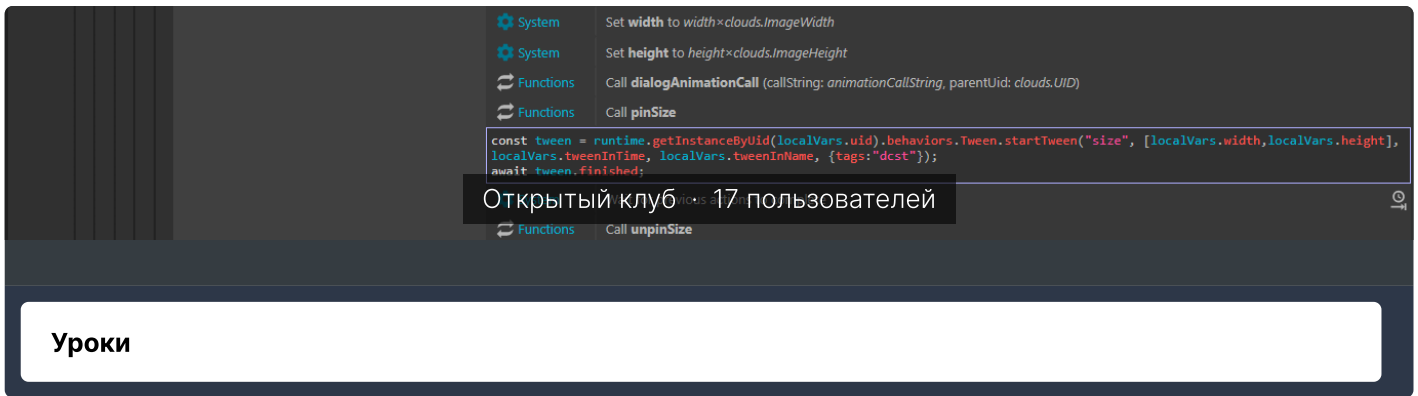 System Set width to width×clouds.ImageWidth
System Set height to height×clouds.ImageHeight
Functions Call dialogAnimationCall (callString: animationCallString, parentUid: clouds.UID)
Functions Call pinSize
const tween = runtime.getInstanceByUid(localVars.uid).behaviors.Tween.startTween("size", [localVars.width,localVars.height],
localVars.tweenInTime, localVars.tweenInName, {tags:"dcst"});
await tween.finished;
Открытый клуб · 17 пользователей
Functions Call unpinSize
Уроки